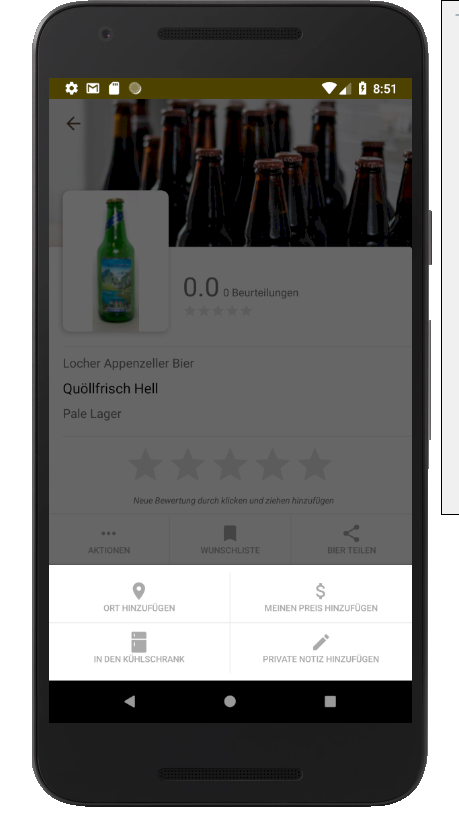 8:51
0.0 0 Beurteilungen
Locher Appenzeller Bier
Quöllfrisch Hell
Pale Lager
Neue Bewertung durch klicken und ziehen hinzufügen
AKTIONEN WUNSCHLISTE BIER TEILEN
ORT HINZUFÜGEN MEINEN PREIS HINZUFÜGEN
IN DEN KÜHLSCHRANK PRIVATE NOTIZ HINZUFÜGEN